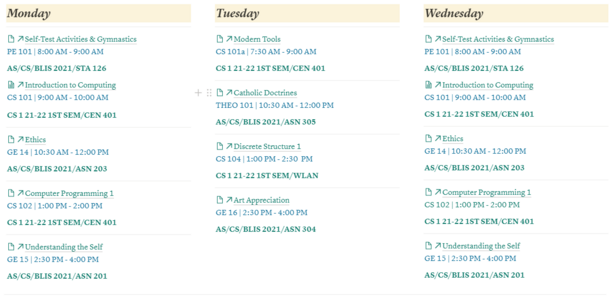 Monday
Self-Test Activities & Gymnastics
PE 101 | 8:00 AM - 9:00 AM
AS/CS/BLIS 2021/STA 126
Introduction to Computing
CS 101 | 9:00 AM - 10:00 AM
CS 1 21-22 1ST SEM/CEN 401
Ethics
GE 14 | 10:30 AM - 12:00 PM
AS/CS/BLIS 2021/ASN 203
Computer Programming 1
CS 102 | 1:00 PM - 2:00 PM
CS 1 21-22 1ST SEM/CEN 401
Understanding the Self
GE 15 | 2:30 PM - 4:00 PM
AS/CS/BLIS 2021/ASN 201
Tuesday
Modern Tools
CS 101a | 7:30 AM - 9:00 AM
CS 1 21-22 1ST SEM/CEN 401
Catholic Doctrines
THEO 101 | 10:30 AM - 12:00 PM
AS/CS/BLIS 2021/ASN 305
Discrete Structure 1
CS 104 | 1:00 PM - 2:30 PM
CS 1 21-22 1ST SEM/WLAN
Art Appreciation
GE 16 | 2:30 PM - 4:00 PM
AS/CS/BLIS 2021/ASN 304
Wednesday
Self-Test Activities & Gymnastics
PE 101 | 8:00 AM - 9:00 AM
AS/CS/BLIS 2021/STA 126
Introduction to Computing
CS 101 | 9:00 AM - 10:00 AM
CS 1 21-22 1ST SEM/CEN 401
Ethics
GE 14 | 10:30 AM - 12:00 PM
AS/CS/BLIS 2021/ASN 203
Computer Programming 1
CS 102 | 1:00 PM - 2:00 PM
CS 1 21-22 1ST SEM/CEN 401
Understanding the Self
GE 15 | 2:30 PM - 4:00 PM
AS/CS/BLIS 2021/ASN 201